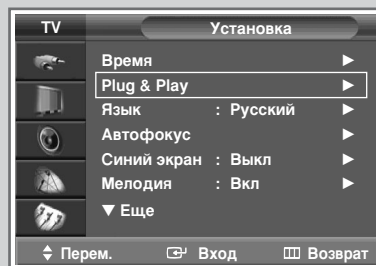 TV Установка
Время ►
Plug & Play ►
Язык : Русский ►
Автофокус ►
Синий экран : Выкл ►
Мелодия : Вкл ►
▼ Еще
Перем. Вход Возврат